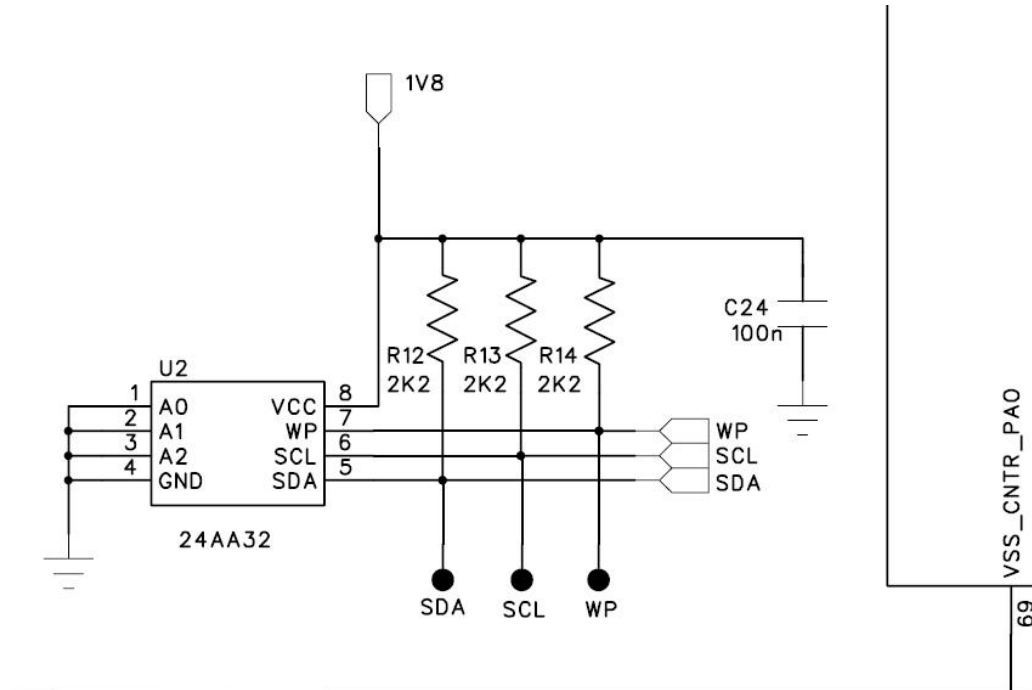 1V8
C24
100n
R12
2K2
R13
2K2
R14
2K2
U2
1 A0 VCC 8
2 A1 WP 7
3 A2 SCL 6
4 GND SDA 5
24AA32
WP
SCL
SDA
SDA SCL WP
VSS_CNTR_PAD
69